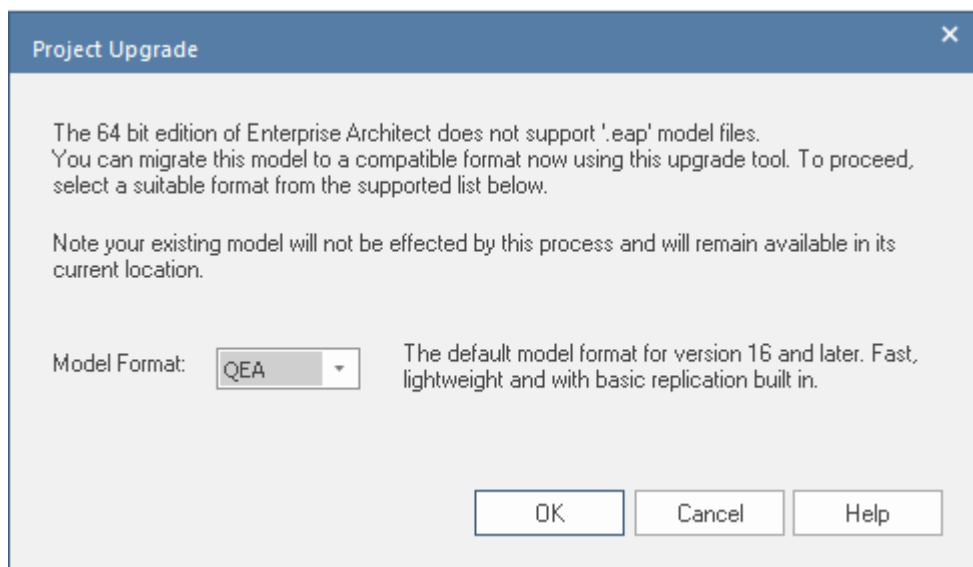 Project Upgrade
The 64 bit edition of Enterprise Architect does not support '.eap' model files.
You can migrate this model to a compatible format now using this upgrade tool. To proceed,
select a suitable format from the supported list below.
Note your existing model will not be effected by this process and will remain available in its
current location.
Model Format:
QEA
The default model format for version 16 and later. Fast,
lightweight and with basic replication built in.
OK
Cancel
Help